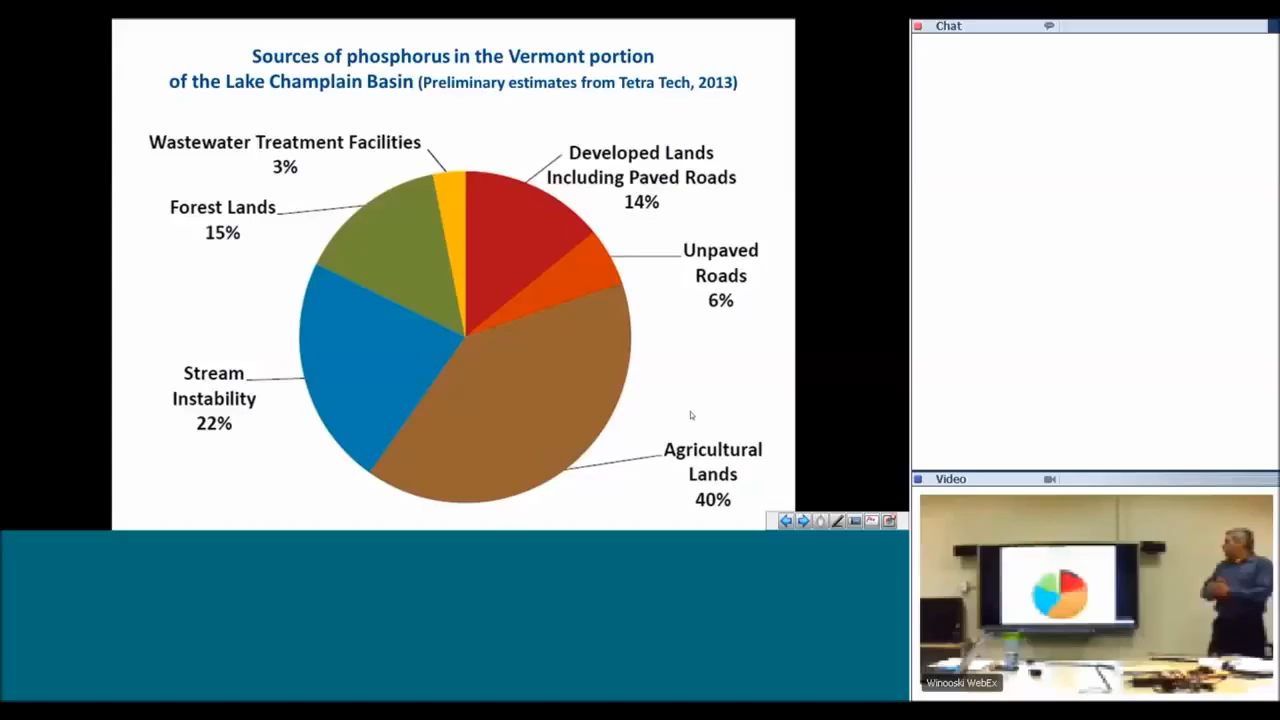 Sources of phosphorus in the Vermont portion
of the Lake Champlain Basin (Preliminary estimates from Tetra Tech, 2013)
Wastewater Treatment Facilities
3%
Developed Lands
Including Paved Roads
14%
Forest Lands
15%
Unpaved
Roads
6%
Stream
Instability
22%
Agricultural
Lands
40%
Chat
Video
Winooski WebEx